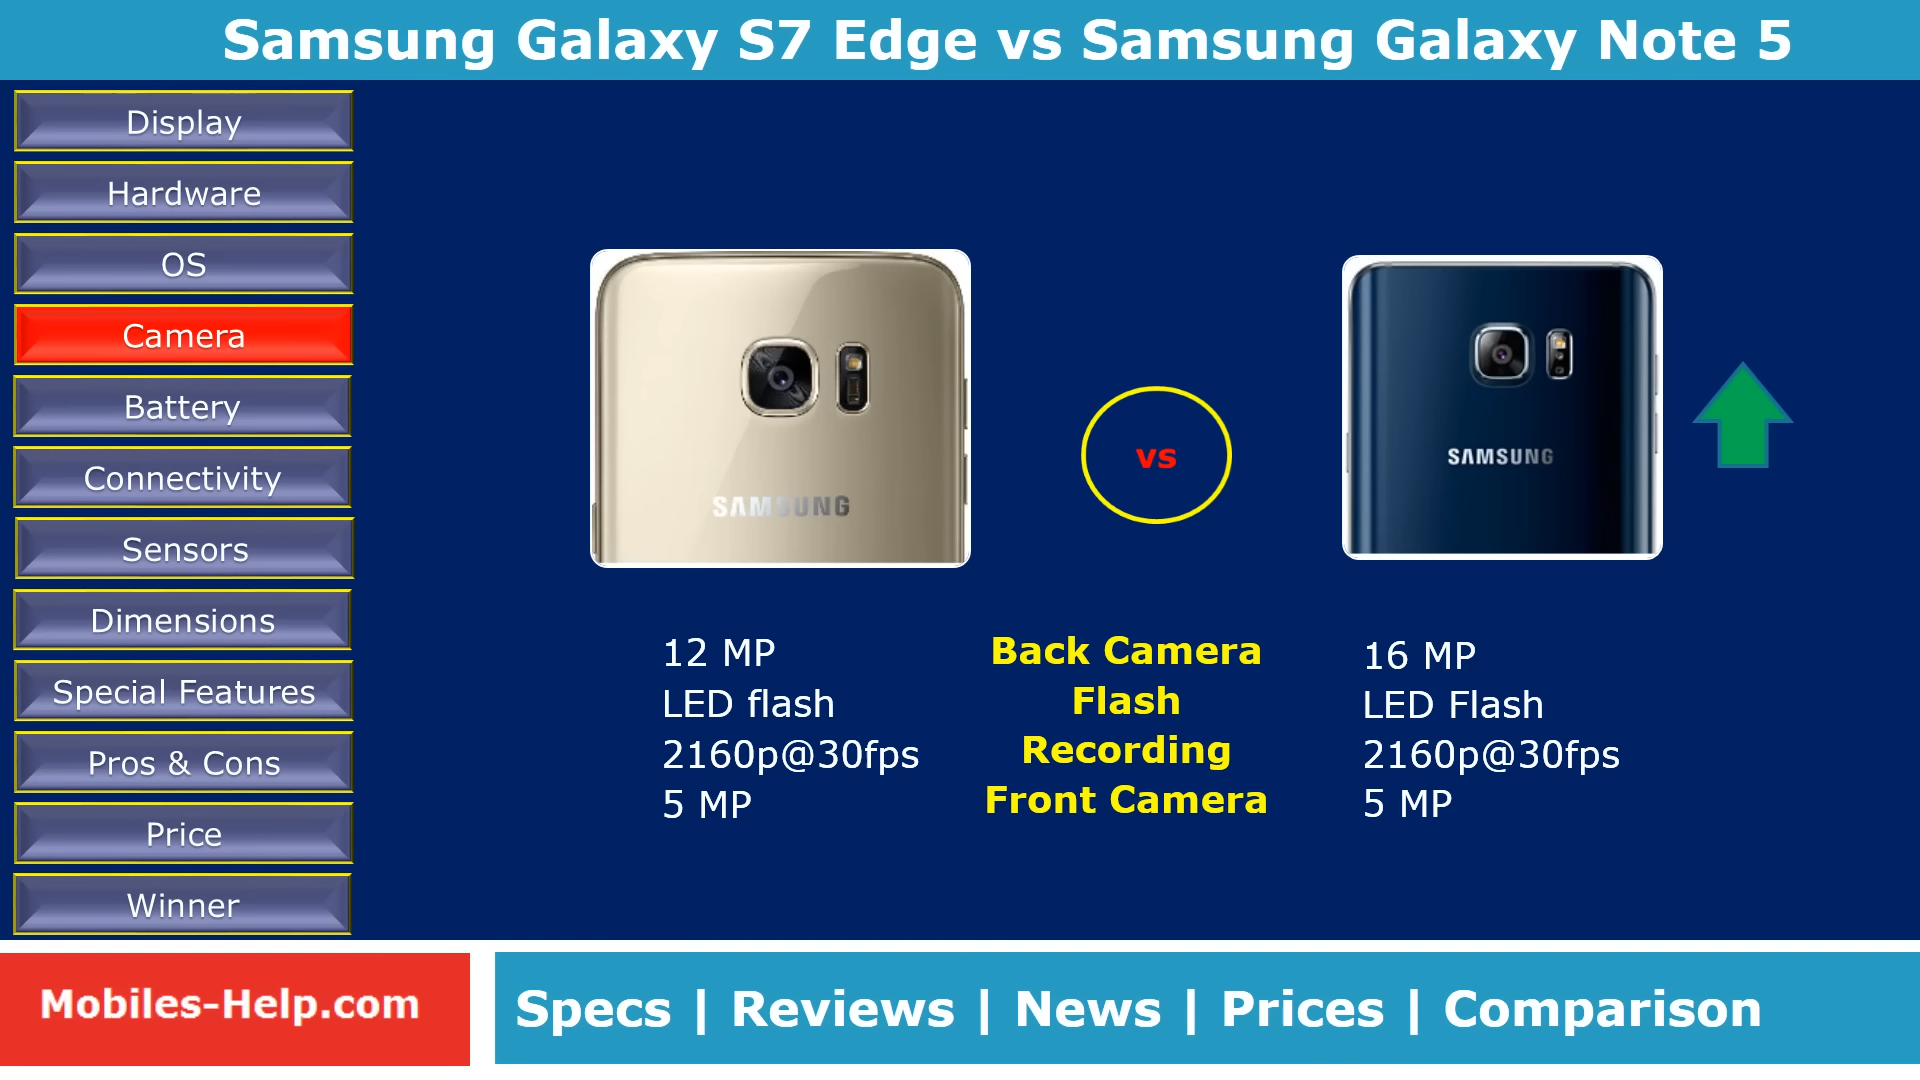 Samsung Galaxy S7 Edge vs Samsung Galaxy Note 5
Display
Hardware
OS
Camera
Battery
Connectivity
Sensors
Dimensions
Special Features
Pros & Cons
Price
Winner
SAMSUNG
vs
SAMSUNG
12 MP Back Camera 16 MP
LED flash Flash LED Flash
2160p@30fps Recording 2160p@30fps
5 MP Front Camera 5 MP
Mobiles-Help.com
Specs | Reviews | News | Prices | Comparison